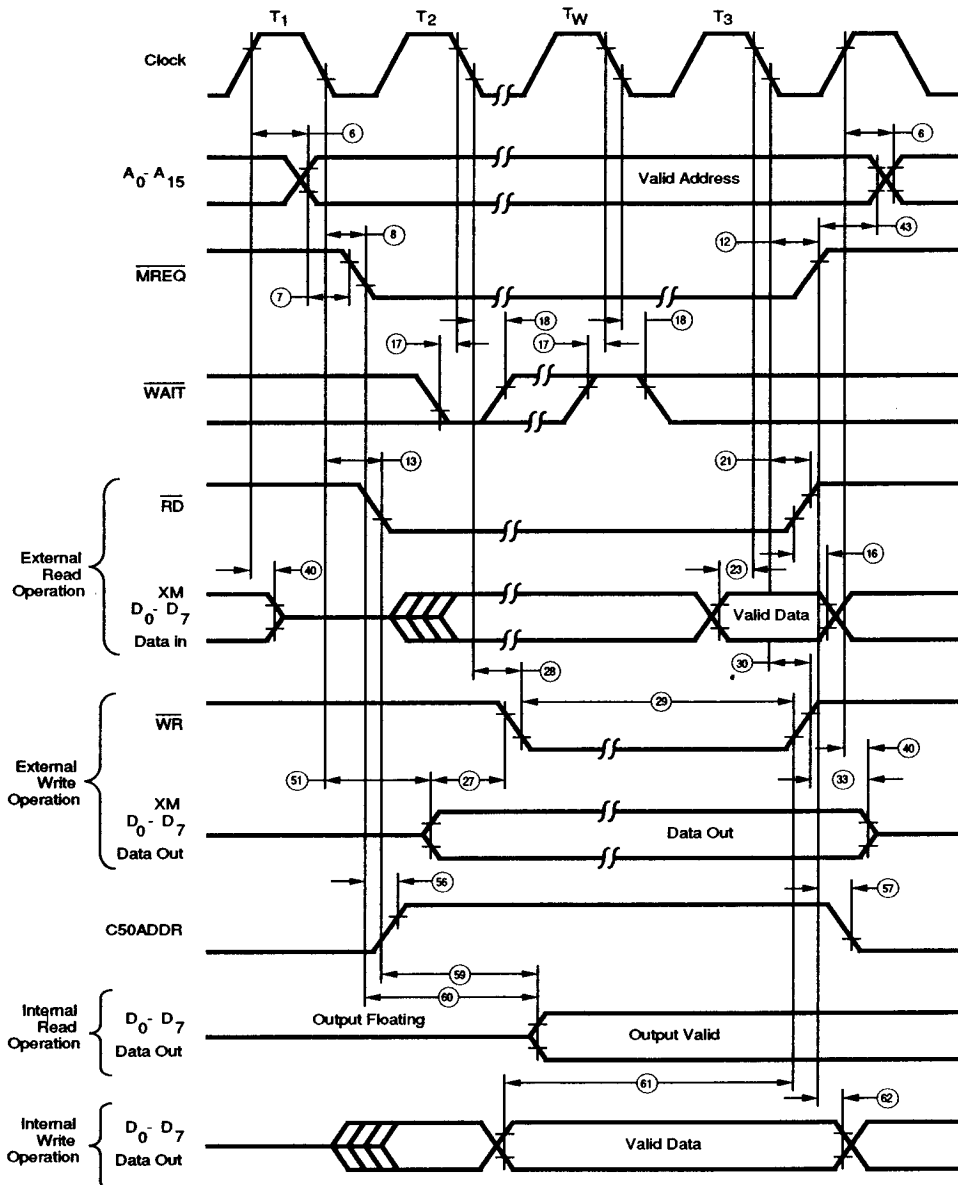 T1 T2 TW T3
Clock
6 6
A0- A15 Valid Address
8 12 43
MREQ
7
18 18
17 17
WAIT
13 21
RD
External
Read
Operation
40 23 16
XM
D0- D7 Valid Data
Data in
28 30
29
WR
40
External
Write
Operation
51 27 33
XM
D0- D7 Data Out
Data Out
56 57
C50ADDR
59
60
Internal
Read
Operation
D0- D7 Output Floating
Data Out Output Valid
61
62
Internal
Write
Operation
D0- D7
Data Out Valid Data